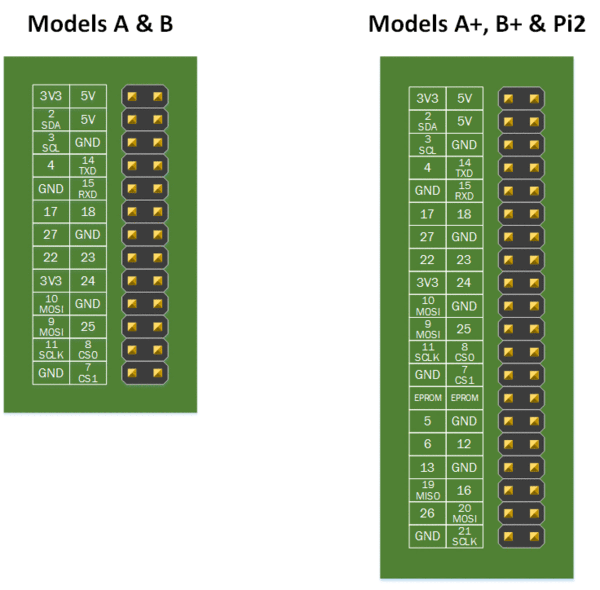 Models A & B
3V3 5V
2 SDA 5V
3 SCL GND
4 14 TXD
GND 15 RXD
17 18
27 GND
22 23
3V3 24
10 MOSI GND
9 MOSI 25
11 SCLK 8 CS0
GND 7 CS1
Models A+, B+ & Pi2
3V3 5V
2 SDA 5V
3 SCL GND
4 14 TXD
GND 15 RXD
17 18
27 GND
22 23
3V3 24
10 MOSI GND
9 MOSI 25
11 SCLK 8 CS0
GND 7 CS1
EPROM EPROM
5 GND
6 12
13 GND
19 MISO 16
26 20 MOSI
GND 21 SCLK